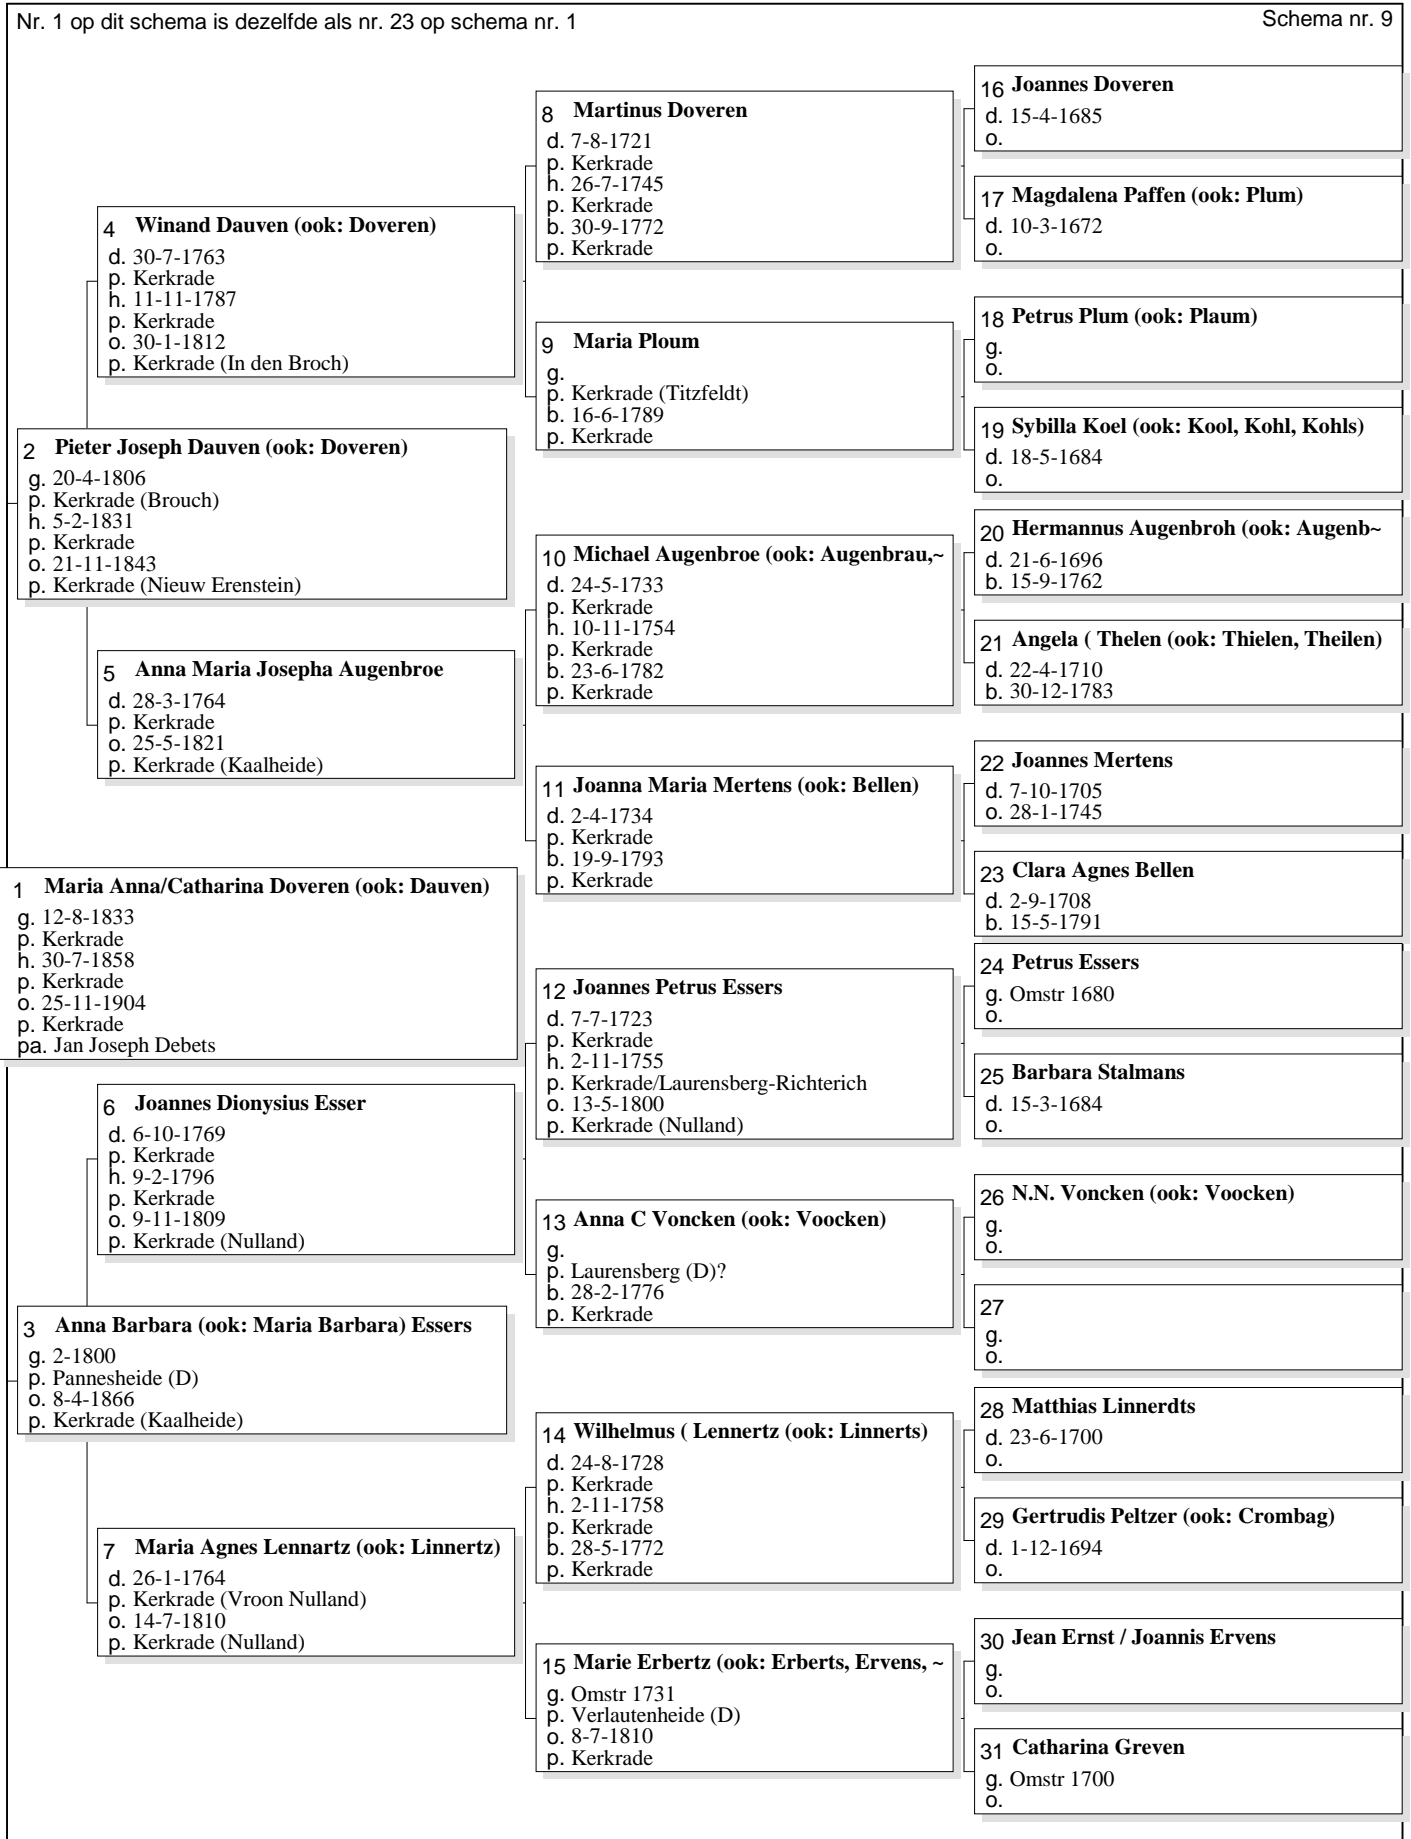 Nr. 1 op dit schema is dezelfde als nr. 23 op schema nr. 1
Schema nr. 9
1 Maria Anna/Catharina Doveren (ook: Dauven)
g. 12-8-1833
p. Kerkrade
h. 30-7-1858
p. Kerkrade
o. 25-11-1904
p. Kerkrade
pa. Jan Joseph Debets
2 Pieter Joseph Dauven (ook: Doveren)
g. 20-4-1806
p. Kerkrade (Brouch)
h. 5-2-1831
p. Kerkrade
o. 21-11-1843
p. Kerkrade (Nieuw Erenstein)
3 Anna Barbara (ook: Maria Barbara) Essers
g. 2-1800
p. Pannesheide (D)
o. 8-4-1866
p. Kerkrade (Kaalheide)
4 Winand Dauven (ook: Doveren)
d. 30-7-1763
p. Kerkrade
h. 11-11-1787
p. Kerkrade
o. 30-1-1812
p. Kerkrade (In den Broch)
5 Anna Maria Josepha Augenbroe
d. 28-3-1764
p. Kerkrade
o. 25-5-1821
p. Kerkrade (Kaalheide)
6 Joannes Dionysius Esser
d. 6-10-1769
p. Kerkrade
h. 9-2-1796
p. Kerkrade
o. 9-11-1809
p. Kerkrade (Nulland)
7 Maria Agnes Lennartz (ook: Linnertz)
d. 26-1-1764
p. Kerkrade (Vroon Nulland)
o. 14-7-1810
p. Kerkrade (Nulland)
8 Martinus Doveren
d. 7-8-1721
p. Kerkrade
h. 26-7-1745
p. Kerkrade
b. 30-9-1772
p. Kerkrade
9 Maria Ploum
g.
p. Kerkrade (Titzfeldt)
b. 16-6-1789
p. Kerkrade
10 Michael Augenbroe (ook: Augenbrau,~
d. 24-5-1733
p. Kerkrade
h. 10-11-1754
p. Kerkrade
b. 23-6-1782
p. Kerkrade
11 Joanna Maria Mertens (ook: Bellen)
d. 2-4-1734
p. Kerkrade
b. 19-9-1793
p. Kerkrade
12 Joannes Petrus Essers
d. 7-7-1723
p. Kerkrade
h. 2-11-1755
p. Kerkrade/Laurensberg-Richterich
o. 13-5-1800
p. Kerkrade (Nulland)
13 Anna C Voncken (ook: Voocken)
g.
p. Laurensberg (D)?
b. 28-2-1776
p. Kerkrade
14 Wilhelmus ( Lennertz (ook: Linnerts)
d. 24-8-1728
p. Kerkrade
h. 2-11-1758
p. Kerkrade
b. 28-5-1772
p. Kerkrade
15 Marie Erbertz (ook: Erberts, Ervens, ~
g. Omstr 1731
p. Verlautenheide (D)
o. 8-7-1810
p. Kerkrade
16 Joannes Doveren
d. 15-4-1685
o.
17 Magdalena Paffen (ook: Plum)
d. 10-3-1672
o.
18 Petrus Plum (ook: Plaum)
g.
o.
19 Sybilla Koel (ook: Kool, Kohl, Kohls)
d. 18-5-1684
o.
20 Hermannus Augenbroh (ook: Augenb~
d. 21-6-1696
b. 15-9-1762
21 Angela ( Thelen (ook: Thielen, Theilen)
d. 22-4-1710
b. 30-12-1783
22 Joannes Mertens
d. 7-10-1705
o. 28-1-1745
23 Clara Agnes Bellen
d. 2-9-1708
b. 15-5-1791
24 Petrus Essers
g. Omstr 1680
o.
25 Barbara Stalmans
d. 15-3-1684
o.
26 N.N. Voncken (ook: Voocken)
g.
o.
27
g.
o.
28 Matthias Linnerdts
d. 23-6-1700
o.
29 Gertrudis Peltzer (ook: Crombag)
d. 1-12-1694
o.
30 Jean Ernst / Joannis Ervens
g.
o.
31 Catharina Greven
g. Omstr 1700
o.